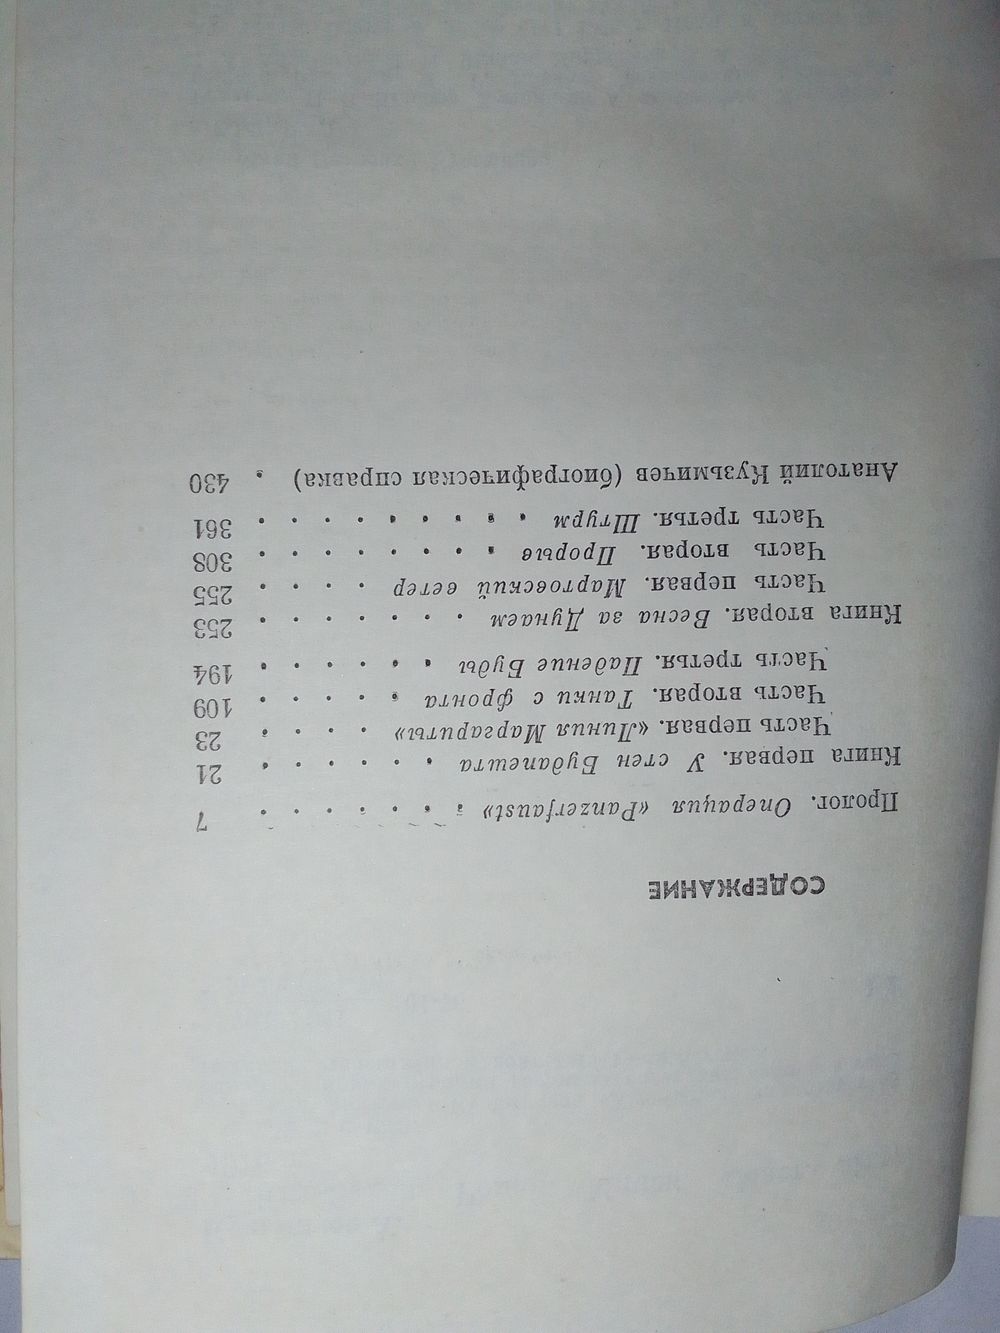 СОДЕРЖАНИЕ
Пролог. Операция «Panzerfaust» . . . . . . . 7
Книга первая. У стен Будапешта . . . . . . 21
Часть первая. «Линия Маргариты» . . . . . 23
Часть вторая. Танки с фронта . . . . . 109
Часть третья. Падение Буды . . . . . . 194
Книга вторая. Весна за Дунаем . . . . . . . 253
Часть первая. Мартовский ветер . . . . 255
Часть вторая. Прорыв . . . . . . . . 308
Часть третья. Штурм . . . . . . . . . 361
Анатолий Кузьмичев (биографическая справка) . 430